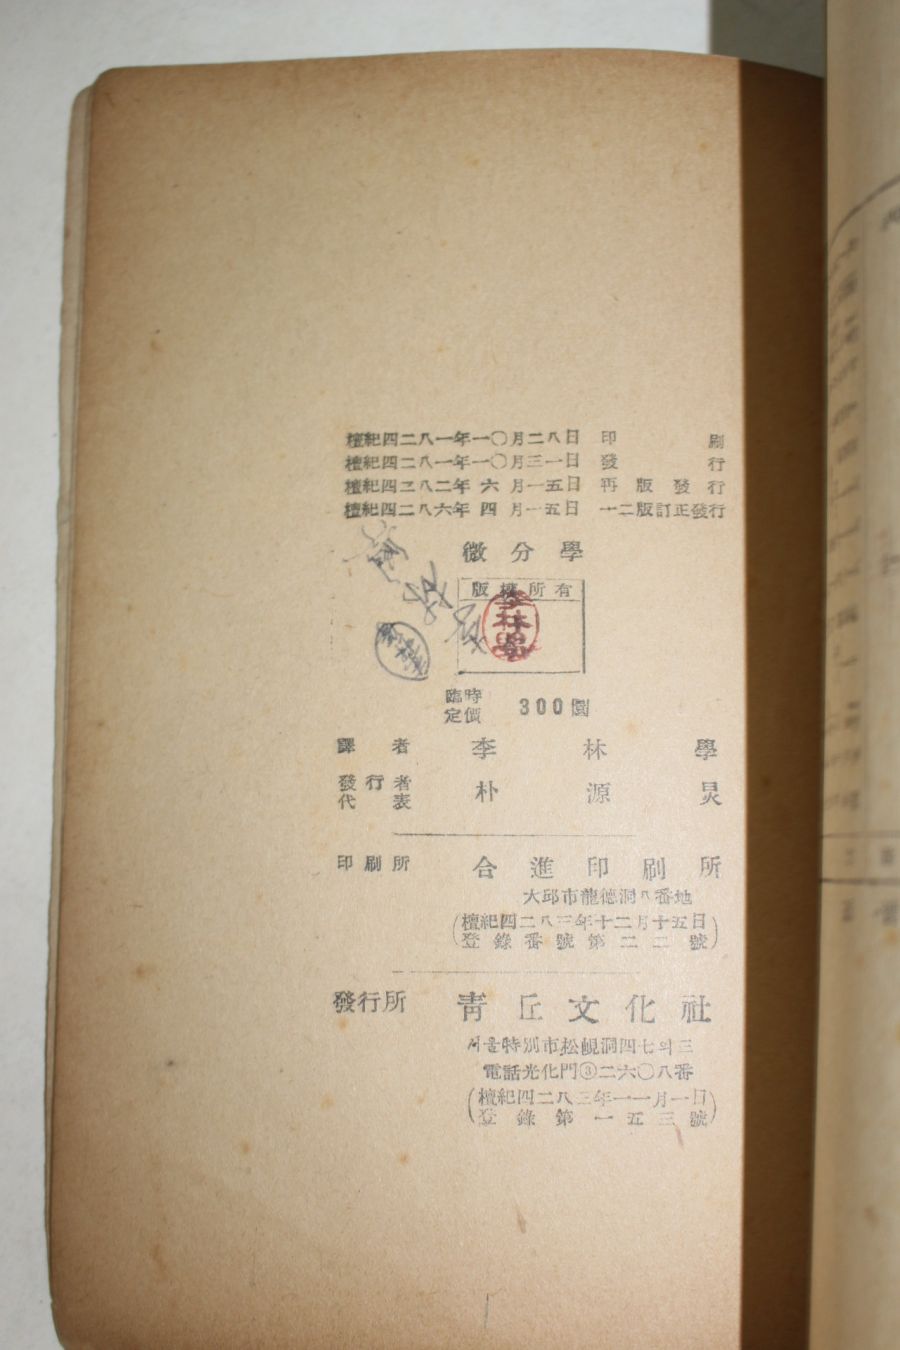 檀紀四二八一年一〇月二八日 印刷
檀紀四二八一年一〇月三一日 發行
檀紀四二八二年 六 月一五日 再版發行
檀紀四二八六年 四 月一五日 一二版訂正發行
微分學
版權所有
臨時
定價 300圜
譯者 李林學
發行者
代表 朴源炅
印刷所 合進印刷所
大邱市龍德洞八番地
(檀紀四二八三年十二月十五日
登錄番號第二二號)
發行所 靑丘文化社
서울特別市松峴洞四七의三
電話光化門③二六〇八番
(檀紀四二八三年一一月一日
登錄第一五三號)